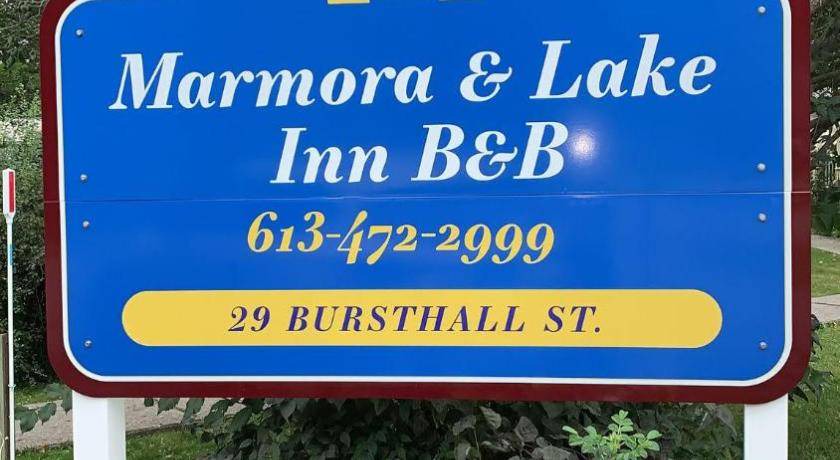 Marmora & Lake
Inn B&B
613-472-2999
29 BURSTHALL ST.